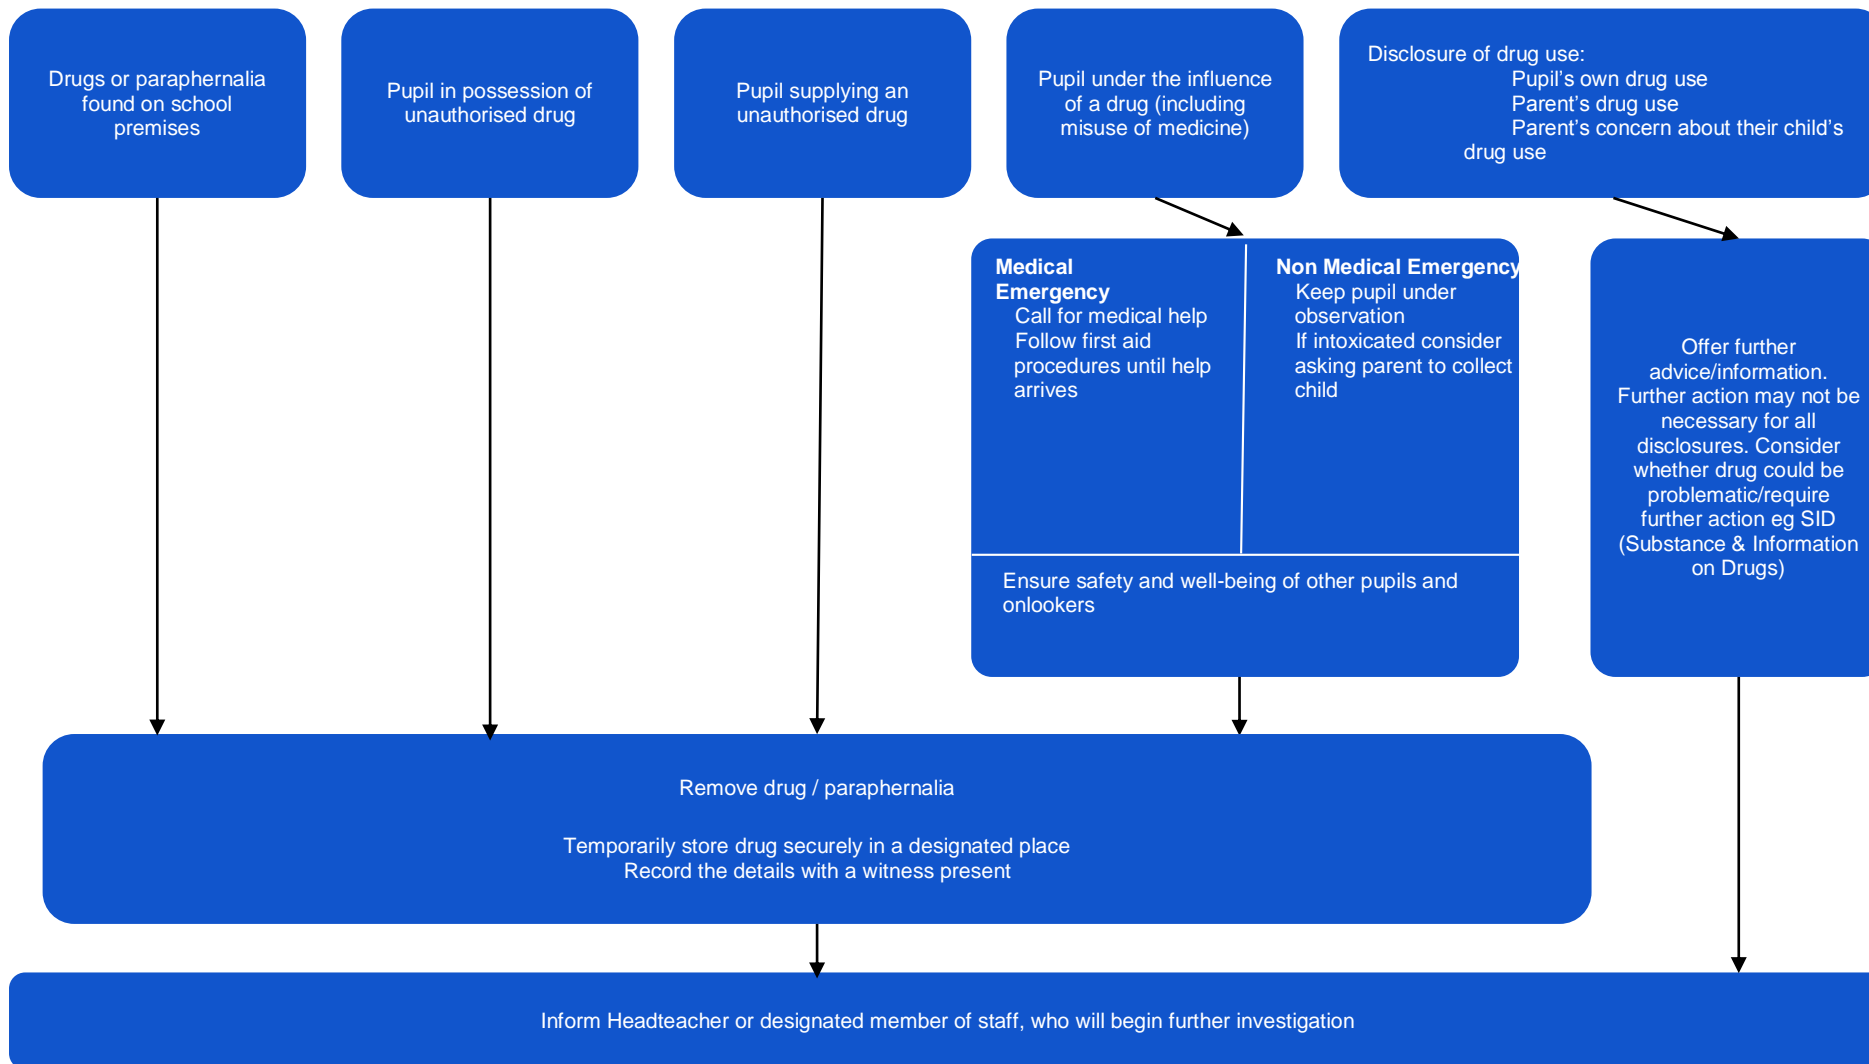 Drugs or paraphernalia
found on school
premises
Pupil in possession of
unauthorised drug
Pupil supplying an
unauthorised drug
Pupil under the influence
of a drug (including
misuse of medicine)
Disclosure of drug use:
Pupil’s own drug use
Parent’s drug use
Parent’s concern about their child’s
drug use
Medical
Emergency
Call for medical help
Follow first aid
procedures until help
arrives
Non Medical Emergency
Keep pupil under
observation
If intoxicated consider
asking parent to collect
child
Ensure safety and well-being of other pupils and
onlookers
Offer further
advice/information.
Further action may not be
necessary for all
disclosures. Consider
whether drug could be
problematic/require
further action eg SID
(Substance & Information
on Drugs)
Remove drug / paraphernalia
Temporarily store drug securely in a designated place
Record the details with a witness present
Inform Headteacher or designated member of staff, who will begin further investigation